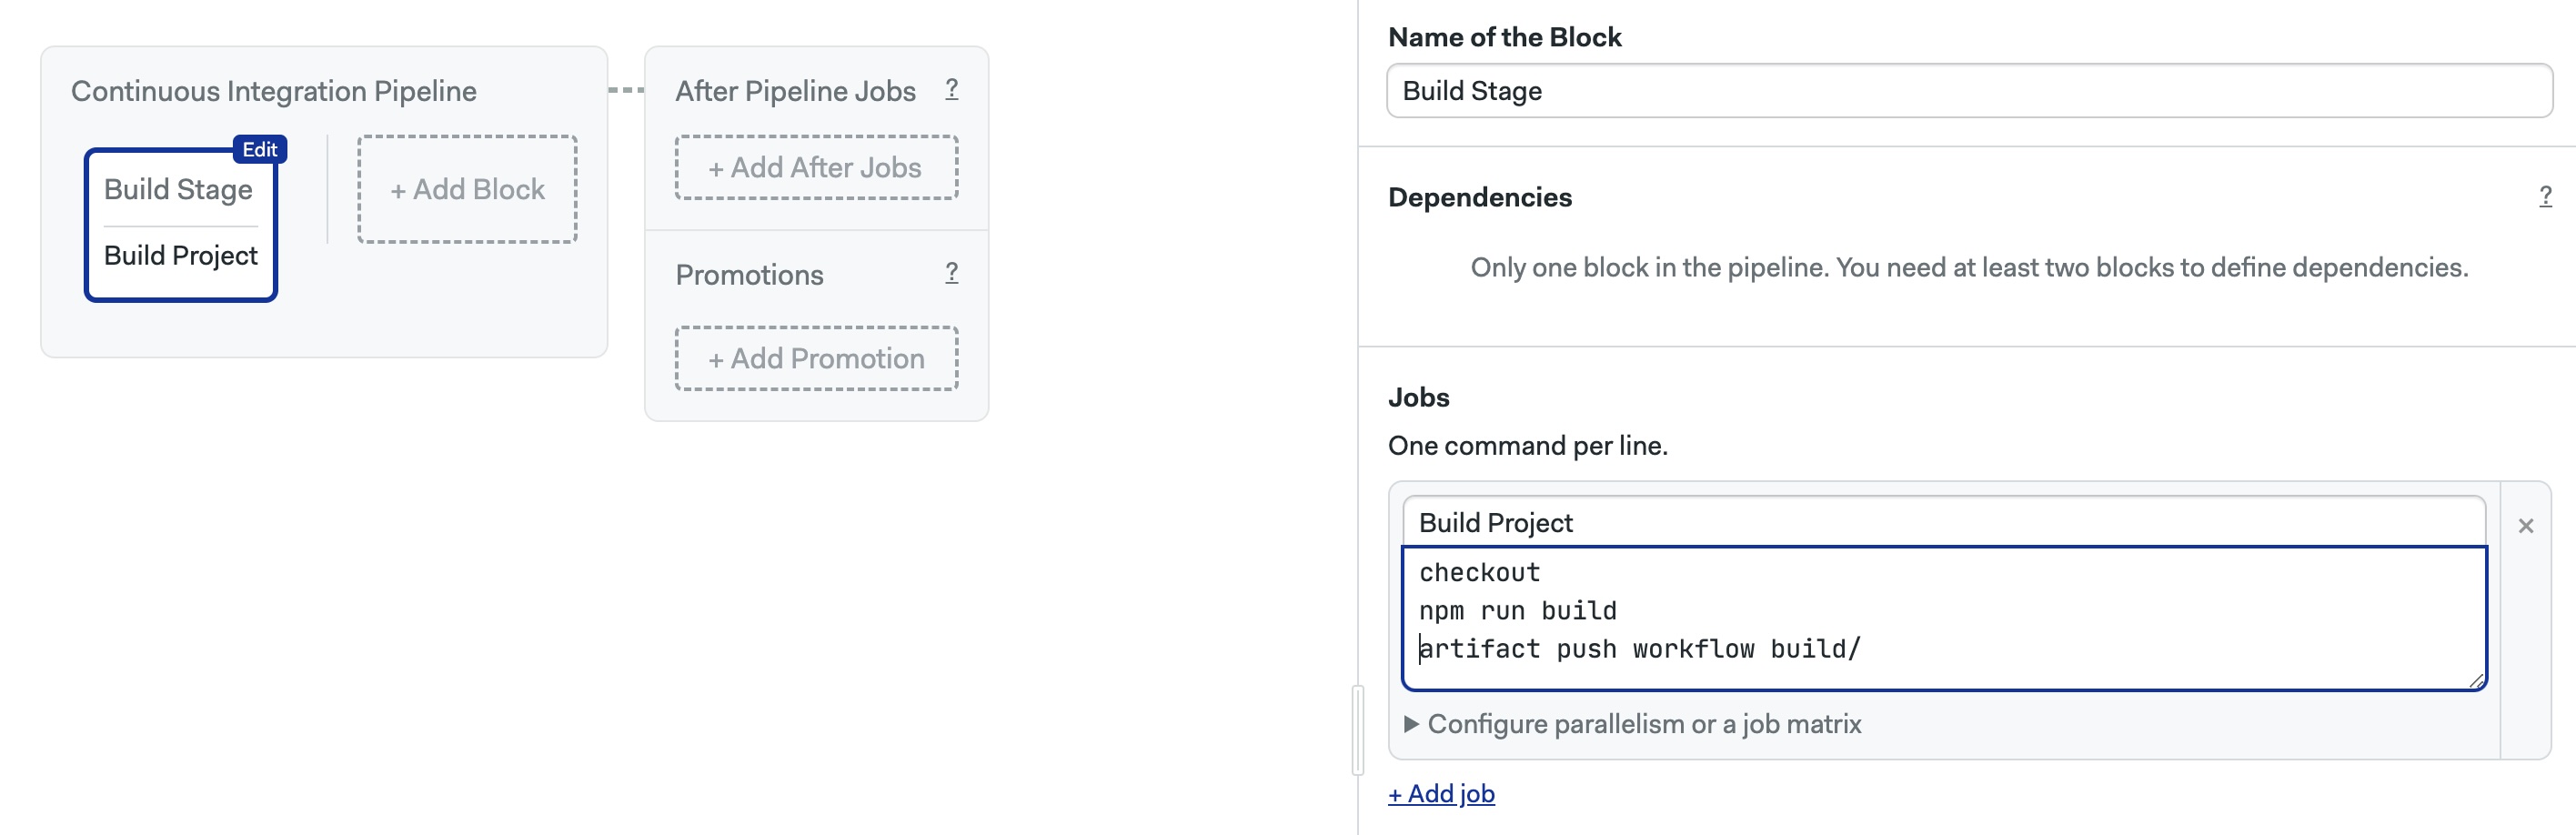 Continuous Integration Pipeline
Edit
Build Stage
Build Project
+ Add Block
After Pipeline Jobs ?
+ Add After Jobs
Promotions ?
+ Add Promotion
Name of the Block
Build Stage
Dependencies ?
Only one block in the pipeline. You need at least two blocks to define dependencies.
Jobs
One command per line.
Build Project
×
checkout
npm run build
artifact push workflow build/
▶ Configure parallelism or a job matrix
+ Add job